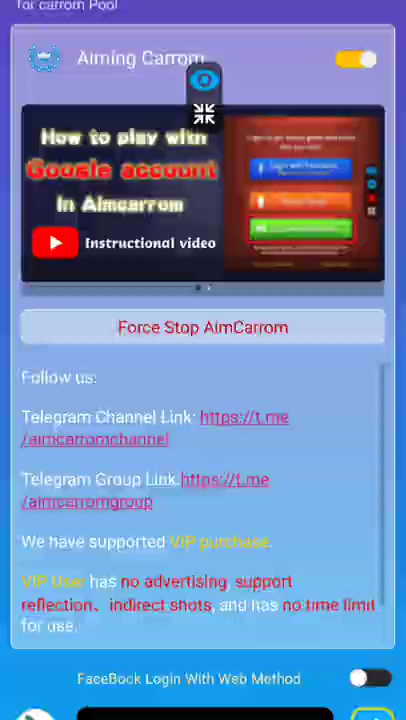 for carrom Pool
Aiming Carrom
How to play with
Google account
In Aimcarrom
Instructional video
Force Stop AimCarrom
Follow us:
Telegram Channel Link: https://t.me
/aimcarromchannel
Telegram Group Link:https://t.me
/aimcarromgroup
We have supported VIP purchase.
VIP User has no advertising, support
reflection、indirect shots, and has no time limit
for use.
FaceBook Login With Web Method